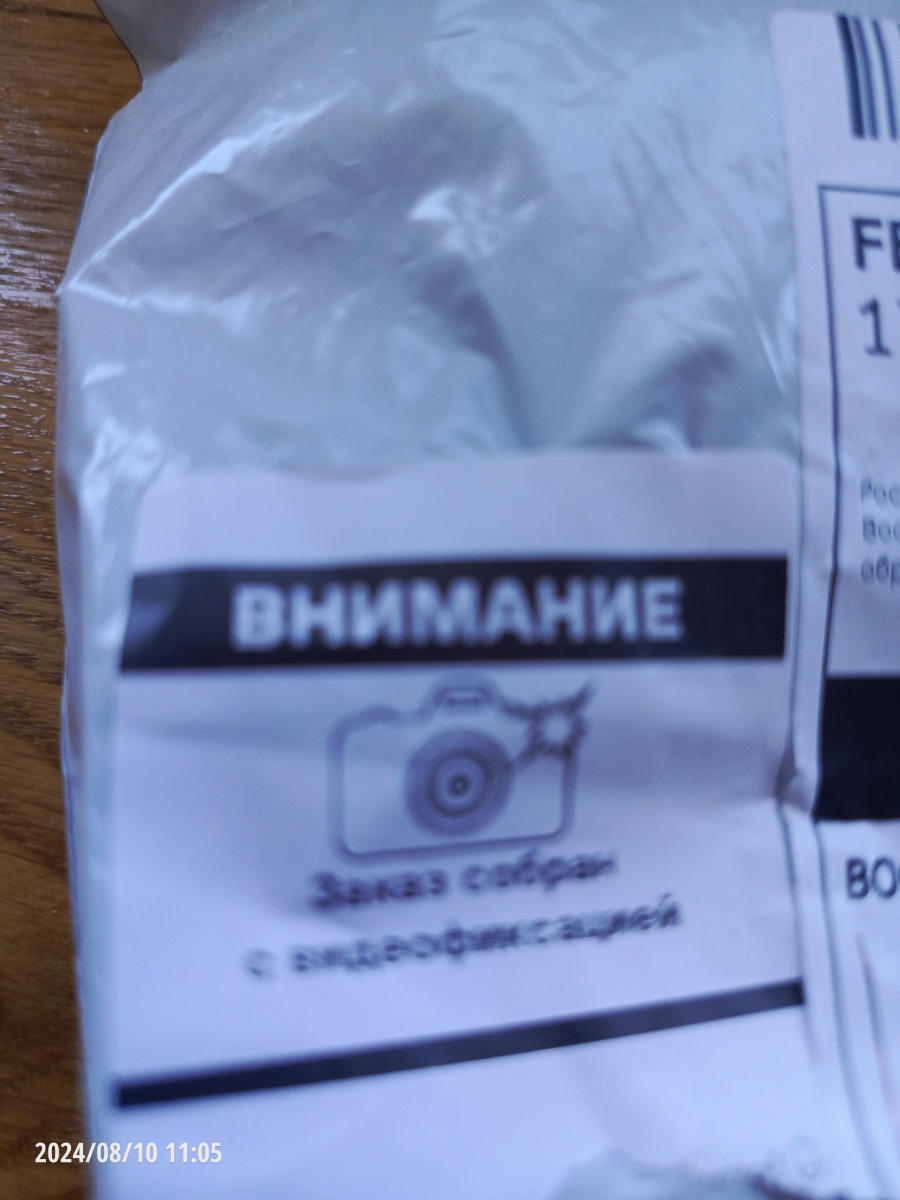 ВНИМАНИЕ
Заказ собран
с видеофиксацией
2024/08/10 11:05